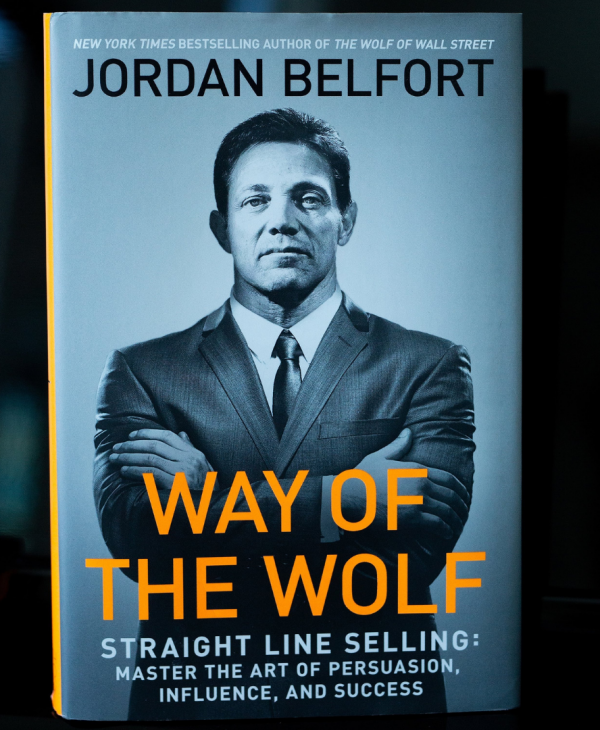 NEW YORK TIMES BESTSELLING AUTHOR OF THE WOLF OF WALL STREET
JORDAN BELFORT
WAY OF
THE WOLF
STRAIGHT LINE SELLING:
MASTER THE ART OF PERSUASION,
INFLUENCE, AND SUCCESS